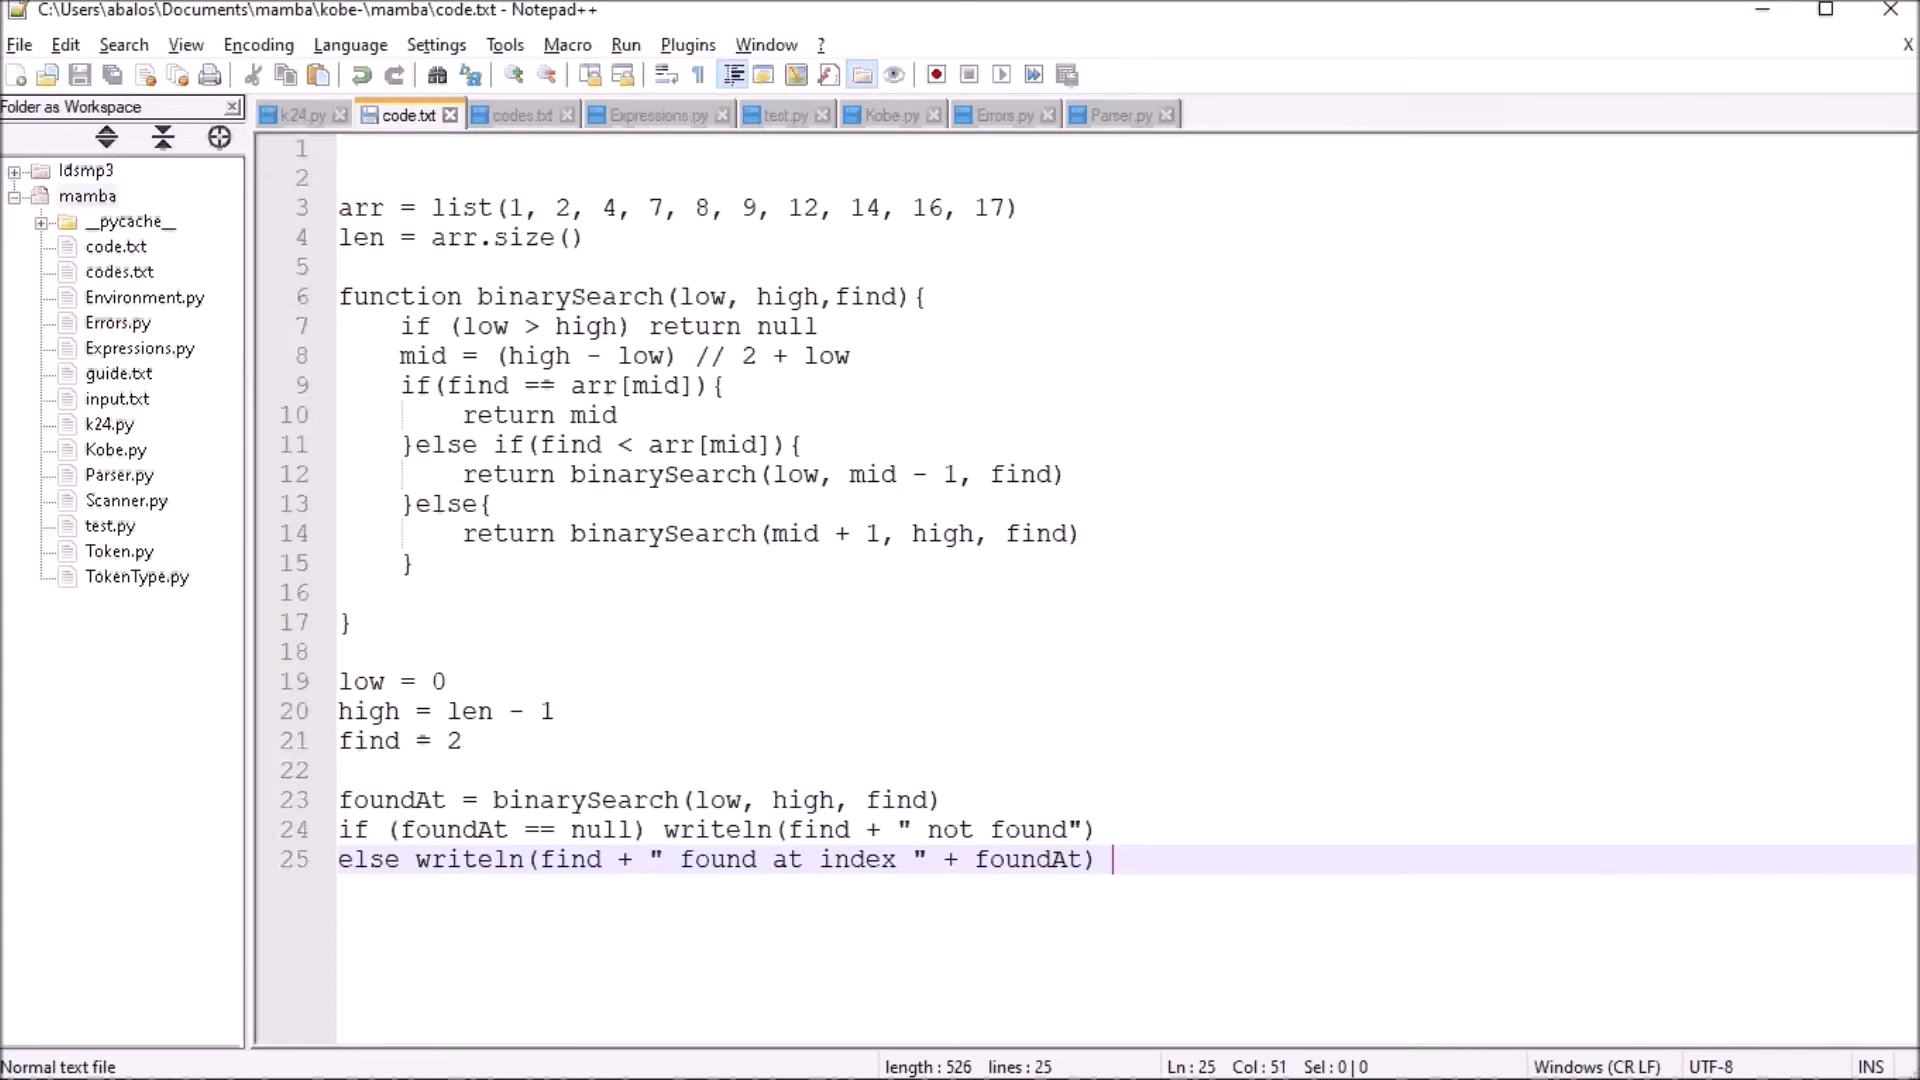 C:\Users\abalos\Documents\mamba\kobe-\mamba\code.txt - Notepad++
File Edit Search View Encoding Language Settings Tools Macro Run Plugins Window ? X
Folder as Workspace
k24.py code.txt codes.txt Expressions.py test.py Kobe.py Errors.py Parser.py
ldsmp3
mamba
__pycache__
code.txt
codes.txt
Environment.py
Errors.py
Expressions.py
guide.txt
input.txt
k24.py
Kobe.py
Parser.py
Scanner.py
test.py
Token.py
TokenType.py
1
2
3 arr = list(1, 2, 4, 7, 8, 9, 12, 14, 16, 17)
4 len = arr.size()
5
6 function binarySearch(low, high,find){
7     if (low > high) return null
8     mid = (high - low) // 2 + low
9     if(find == arr[mid]){
10         return mid
11     }else if(find < arr[mid]){
12         return binarySearch(low, mid - 1, find)
13     }else{
14         return binarySearch(mid + 1, high, find)
15     }
16
17 }
18
19 low = 0
20 high = len - 1
21 find = 2
22
23 foundAt = binarySearch(low, high, find)
24 if (foundAt == null) writeln(find + " not found")
25 else writeln(find + " found at index " + foundAt)
Normal text file length : 526 lines : 25 Ln : 25 Col : 51 Sel : 0 | 0 Windows (CR LF) UTF-8 INS